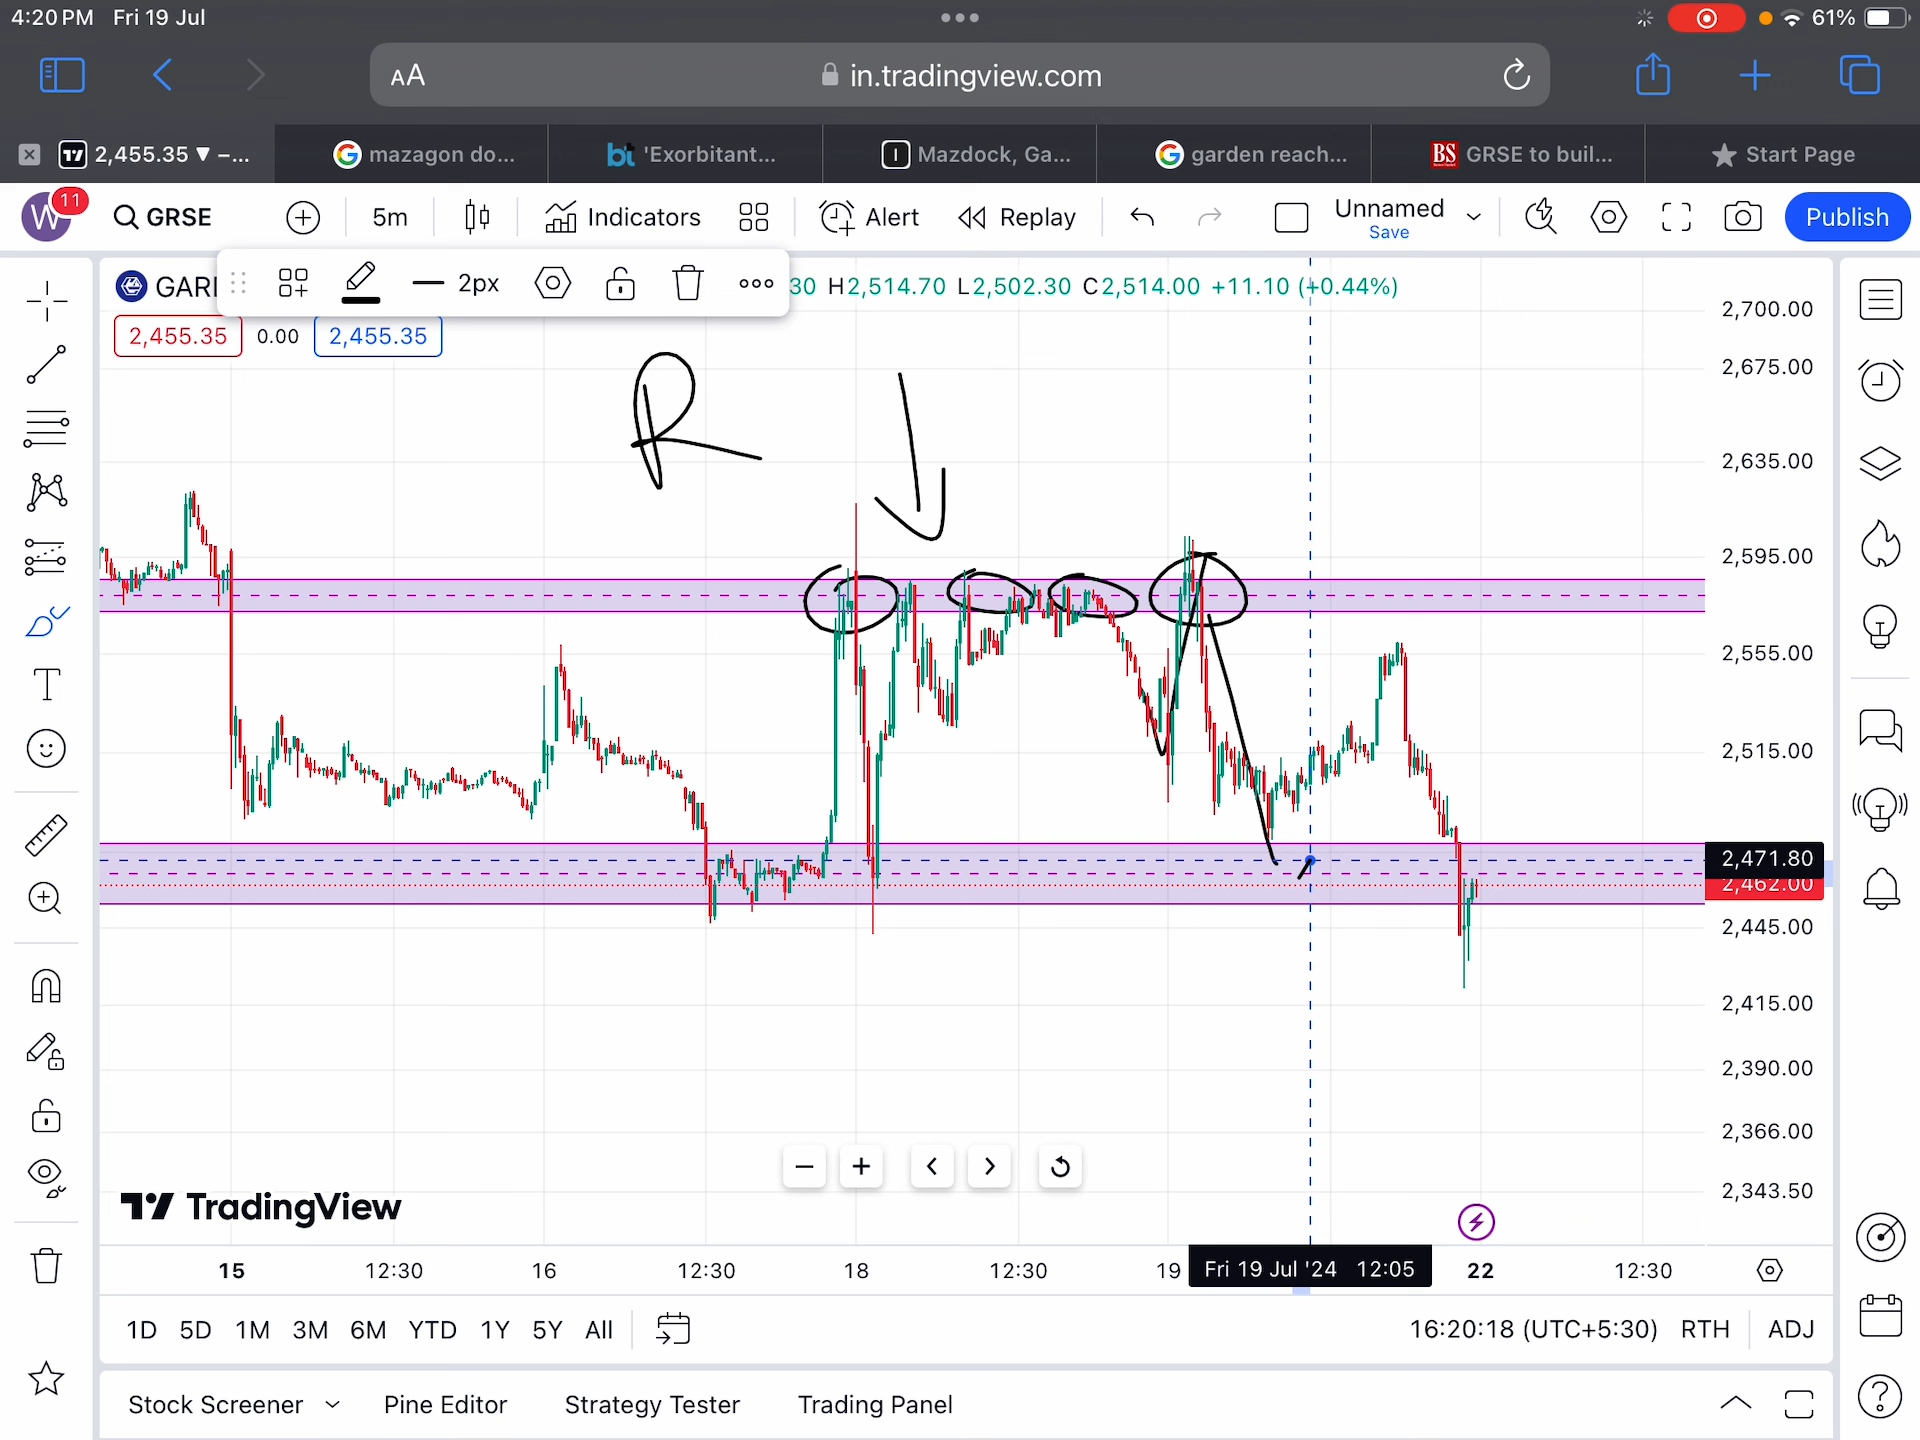 4:20 PM Fri 19 Jul 61%
AA in.tradingview.com
2,455.35 ▼ −... mazagon do... bt 'Exorbitant... Mazdock, Ga... garden reach... BS GRSE to buil... Start Page
W 11 GRSE 5m Indicators Alert Replay Unnamed Save Publish
GARI 2px 30 H2,514.70 L2,502.30 C2,514.00 +11.10 (+0.44%)
2,455.35 0.00 2,455.35
R
2,700.00
2,675.00
2,635.00
2,595.00
2,555.00
2,515.00
2,471.80
2,462.00
2,445.00
2,415.00
2,390.00
2,366.00
2,343.50
TradingView
15 12:30 16 12:30 18 12:30 19 Fri 19 Jul '24 12:05 22 12:30
1D 5D 1M 3M 6M YTD 1Y 5Y All 16:20:18 (UTC+5:30) RTH ADJ
Stock Screener Pine Editor Strategy Tester Trading Panel